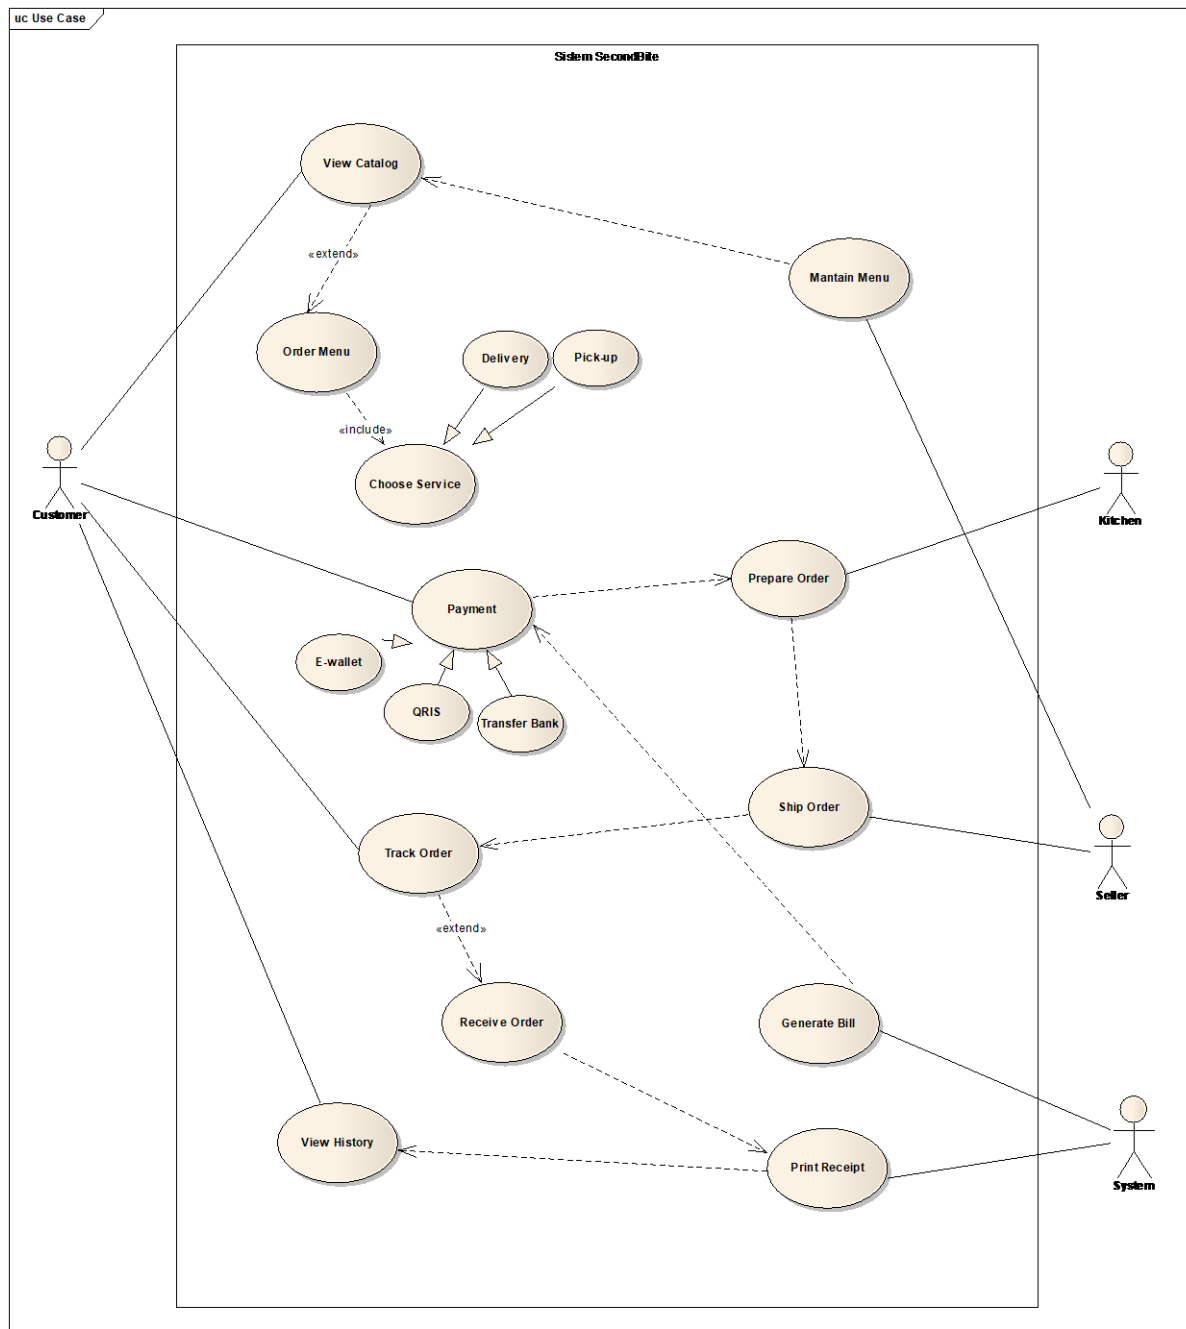 uc Use Case
Sistem SecondBite
View Catalog
«extend»
Mantain Menu
Order Menu
Delivery
Pick-up
«include»
Choose Service
Customer
Kitchen
Prepare Order
Payment
E-wallet
QRIS
Transfer Bank
Ship Order
Track Order
Seller
«extend»
Receive Order
Generate Bill
View History
Print Receipt
System